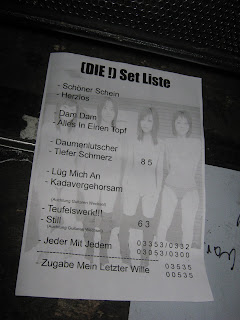 (DIE !) Set Liste
- Schöner Schein
- Herzlos
- Dam Dam
- Alles In Einen Topf
- Daumenlutscher
- Tiefer Schmerz 85
- Lüg Mich An
- Kadavergehorsam
- Teufelswerk!!!
- Still 63
- Jeder Mit Jedem 03353/0332
03053/0300
Zugabe Mein Letzter Wille 03535
00535